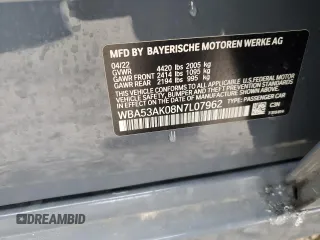 MFD BY BAYERISCHE MOTOREN WERKE AG
04/22
GVWR 4420 lbs 2005 kg
GAWR FRONT 2414 lbs 1095 kg
GAWR REAR 2194 lbs 995 kg
THIS VEHICLE CONFORMS TO ALL APPLICABLE U.S. FEDERAL MOTOR VEHICLE SAFETY, BUMPER, AND THEFT PREVENTION STANDARDS IN EFFECT ON THE DATE OF MANUFACTURE SHOWN ABOVE.
WBA53AK08N7L07962
TYPE: PASSENGER CAR
DREAMBID